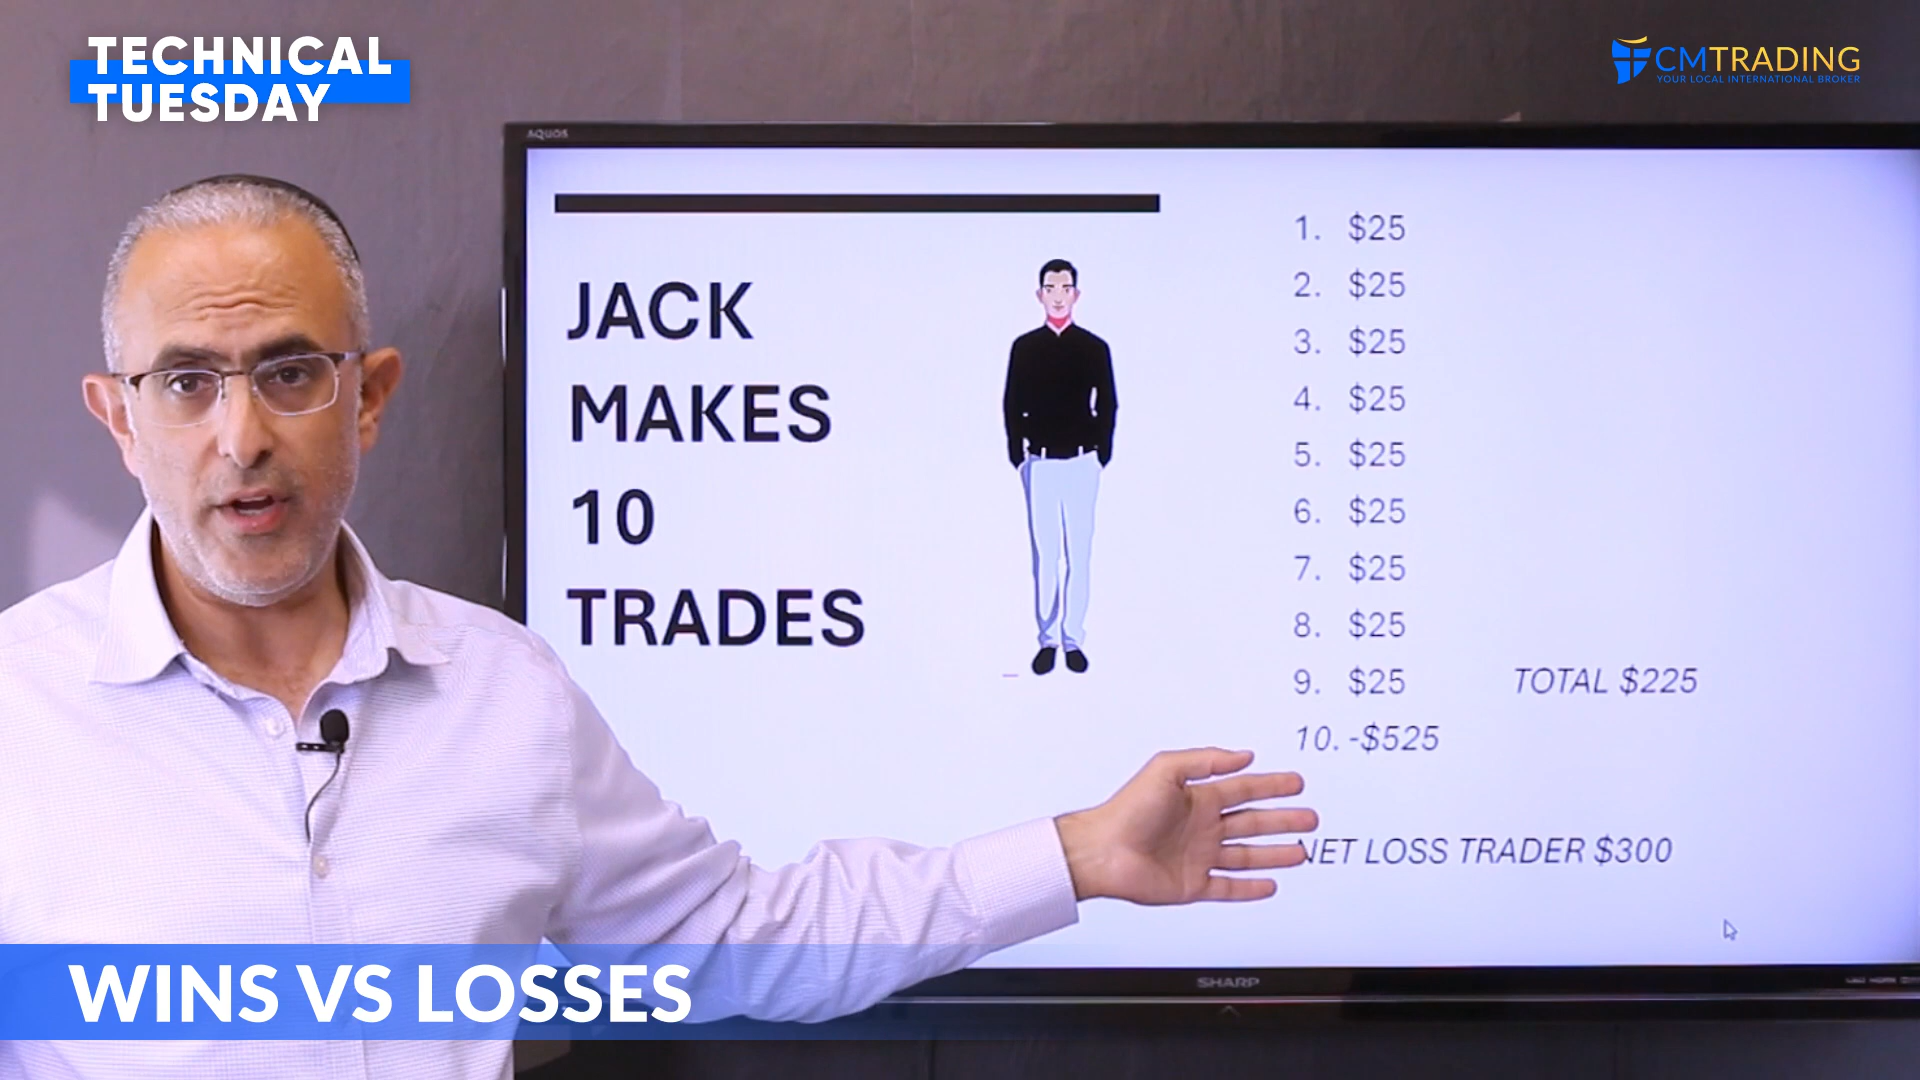 TECHNICAL
TUESDAY
CMTRADING
YOUR LOCAL INTERNATIONAL BROKER
AQUOS
JACK
MAKES
10
TRADES
1. $25
2. $25
3. $25
4. $25
5. $25
6. $25
7. $25
8. $25
9. $25 TOTAL $225
10. -$525
NET LOSS TRADER $300
SHARP
WINS VS LOSSES